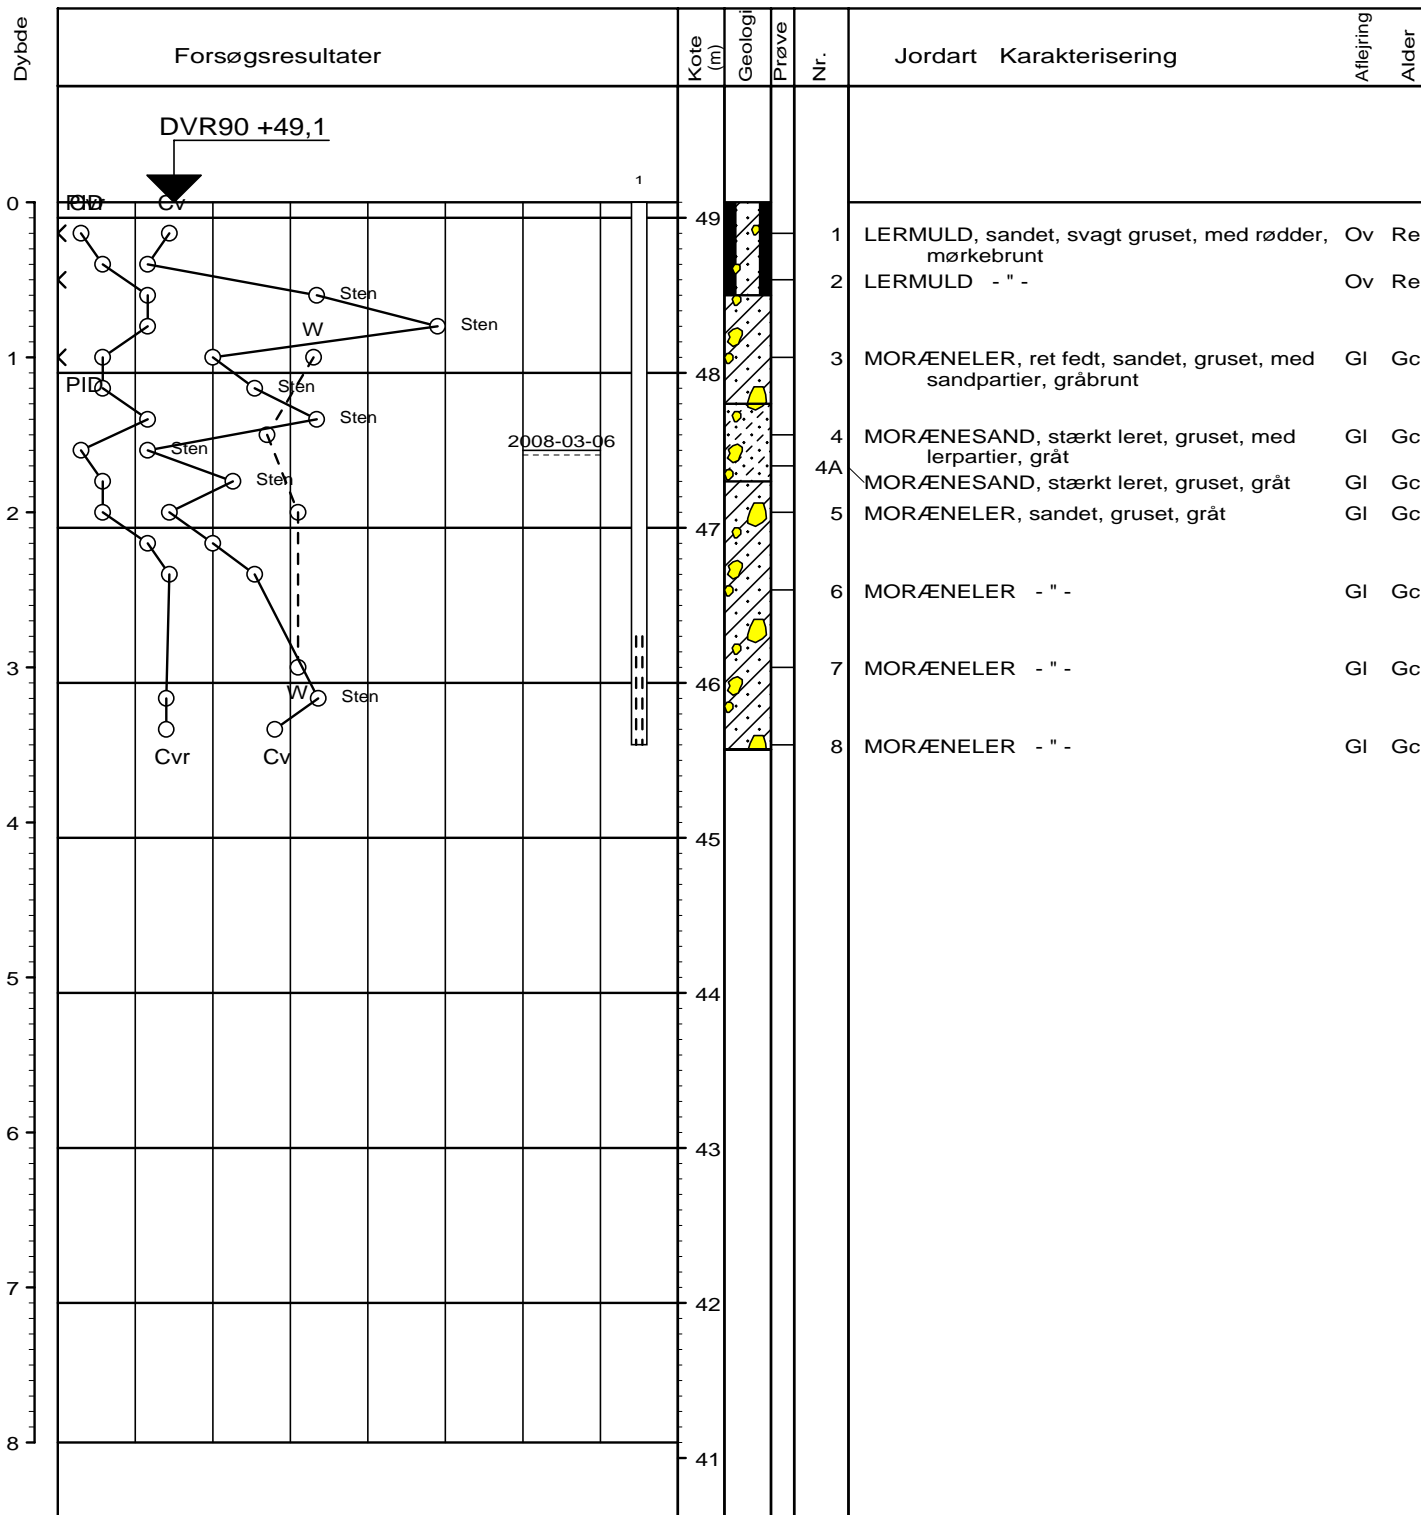 Dybde
Forsøgsresultater
Kote (m)
Geologi
Prøve
Nr.
Jordart Karakterisering
Aflejring
Alder
DVR90 +49,1
1
PID
Cvr
Cv
0
49
1 LERMULD, sandet, svagt gruset, med rødder, Ov Re
mørkebrunt
2 LERMULD - " - Ov Re
Sten
Sten
W
1
3 MORÆNELER, ret fedt, sandet, gruset, med Gl Gc
sandpartier, gråbrunt
48
PID
Sten
Sten
2008-03-06
4 MORÆNESAND, stærkt leret, gruset, med Gl Gc
lerpartier, gråt
Sten
4A
MORÆNESAND, stærkt leret, gruset, gråt Gl Gc
Sten
2
5 MORÆNELER, sandet, gruset, gråt Gl Gc
47
6 MORÆNELER - " - Gl Gc
3
7 MORÆNELER - " - Gl Gc
46
W
Sten
8 MORÆNELER - " - Gl Gc
Cvr
Cv
4
45
5
44
6
43
7
42
8
41